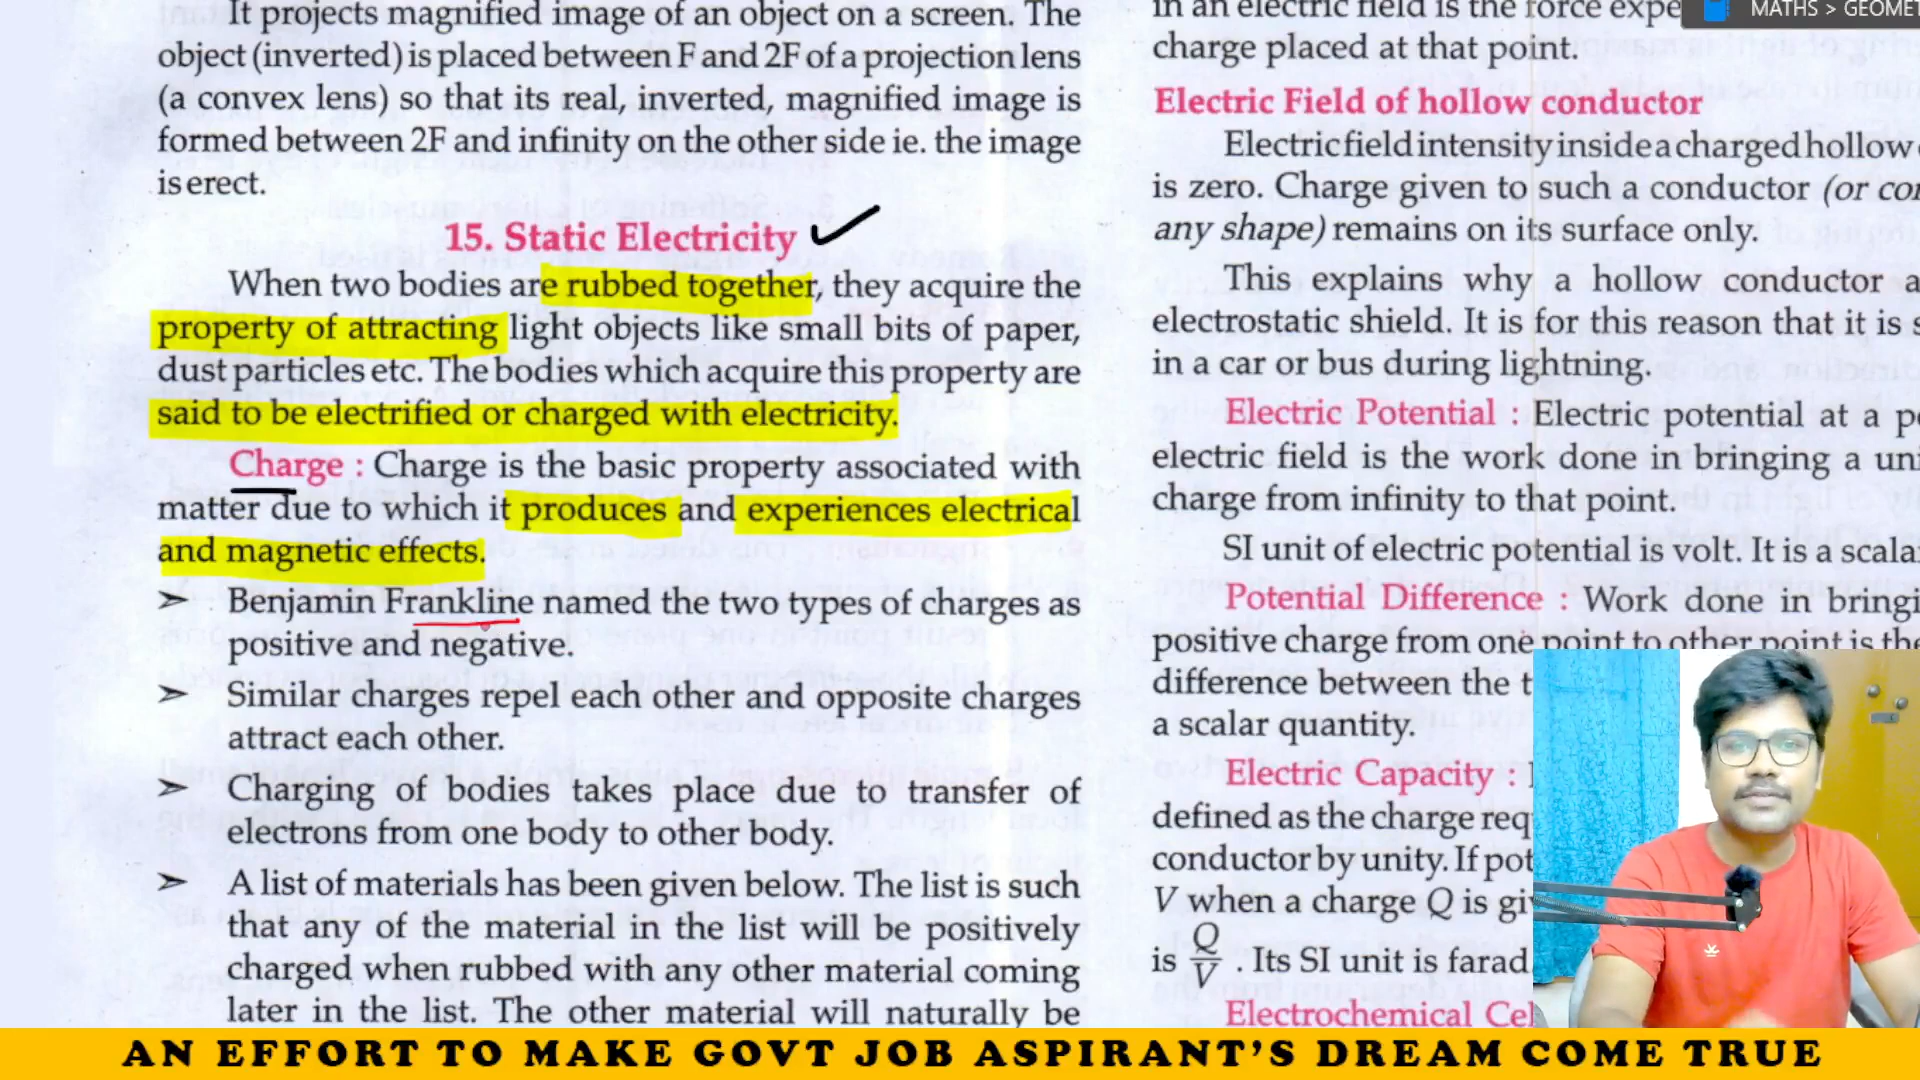 It projects magnified image of an object on a screen. The
object (inverted) is placed between F and 2F of a projection lens
(a convex lens) so that its real, inverted, magnified image is
formed between 2F and infinity on the other side ie. the image
is erect.
15. Static Electricity
When two bodies are rubbed together, they acquire the
property of attracting light objects like small bits of paper,
dust particles etc. The bodies which acquire this property are
said to be electrified or charged with electricity.
Charge : Charge is the basic property associated with
matter due to which it produces and experiences electrical
and magnetic effects.
➢ Benjamin Frankline named the two types of charges as
positive and negative.
➢ Similar charges repel each other and opposite charges
attract each other.
➢ Charging of bodies takes place due to transfer of
electrons from one body to other body.
➢ A list of materials has been given below. The list is such
that any of the material in the list will be positively
charged when rubbed with any other material coming
later in the list. The other material will naturally be
in an electric field is the force expe
charge placed at that point.
Electric Field of hollow conductor
Electric field intensity inside a charged hollow
is zero. Charge given to such a conductor (or
any shape) remains on its surface only.
This explains why a hollow conductor
electrostatic shield. It is for this reason that it is
in a car or bus during lightning.
Electric Potential : Electric potential at a
electric field is the work done in bringing a
charge from infinity to that point.
SI unit of electric potential is volt. It is a
Potential Difference : Work done in
positive charge from one point to other point is the
difference between the
a scalar quantity.
Electric Capacity :
defined as the charge
conductor by unity. If
V when a charge Q is
is Q/V . Its SI unit is farad
Electrochemical
MATHS > GEOMET
AN EFFORT TO MAKE GOVT JOB ASPIRANT'S DREAM COME TRUE